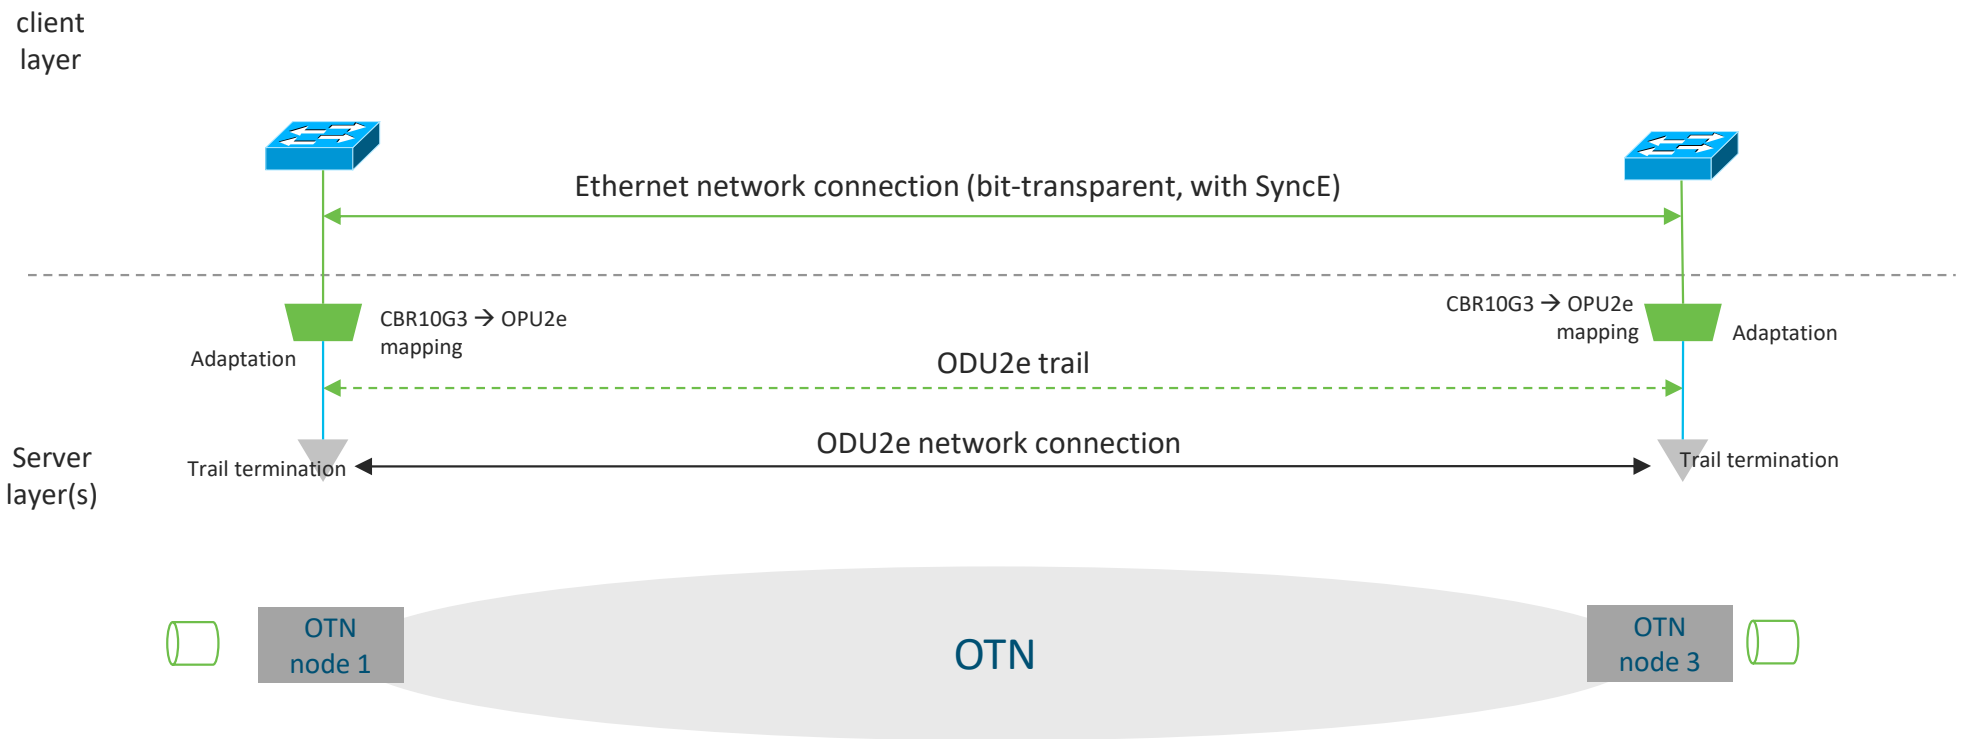 client
layer
Ethernet network connection (bit-transparent, with SyncE)
CBR10G3 → OPU2e
mapping
Adaptation
CBR10G3 → OPU2e
mapping
Adaptation
ODU2e trail
Server
layer(s)
Trail termination
ODU2e network connection
Trail termination
OTN
node 1
OTN
OTN
node 3